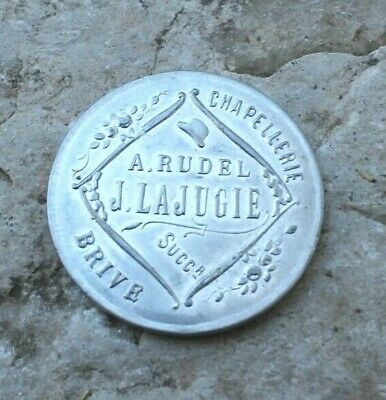 CHAPELLERIE
A. RUDEL
J. LAJUGIE
SUCCR
BRIVE